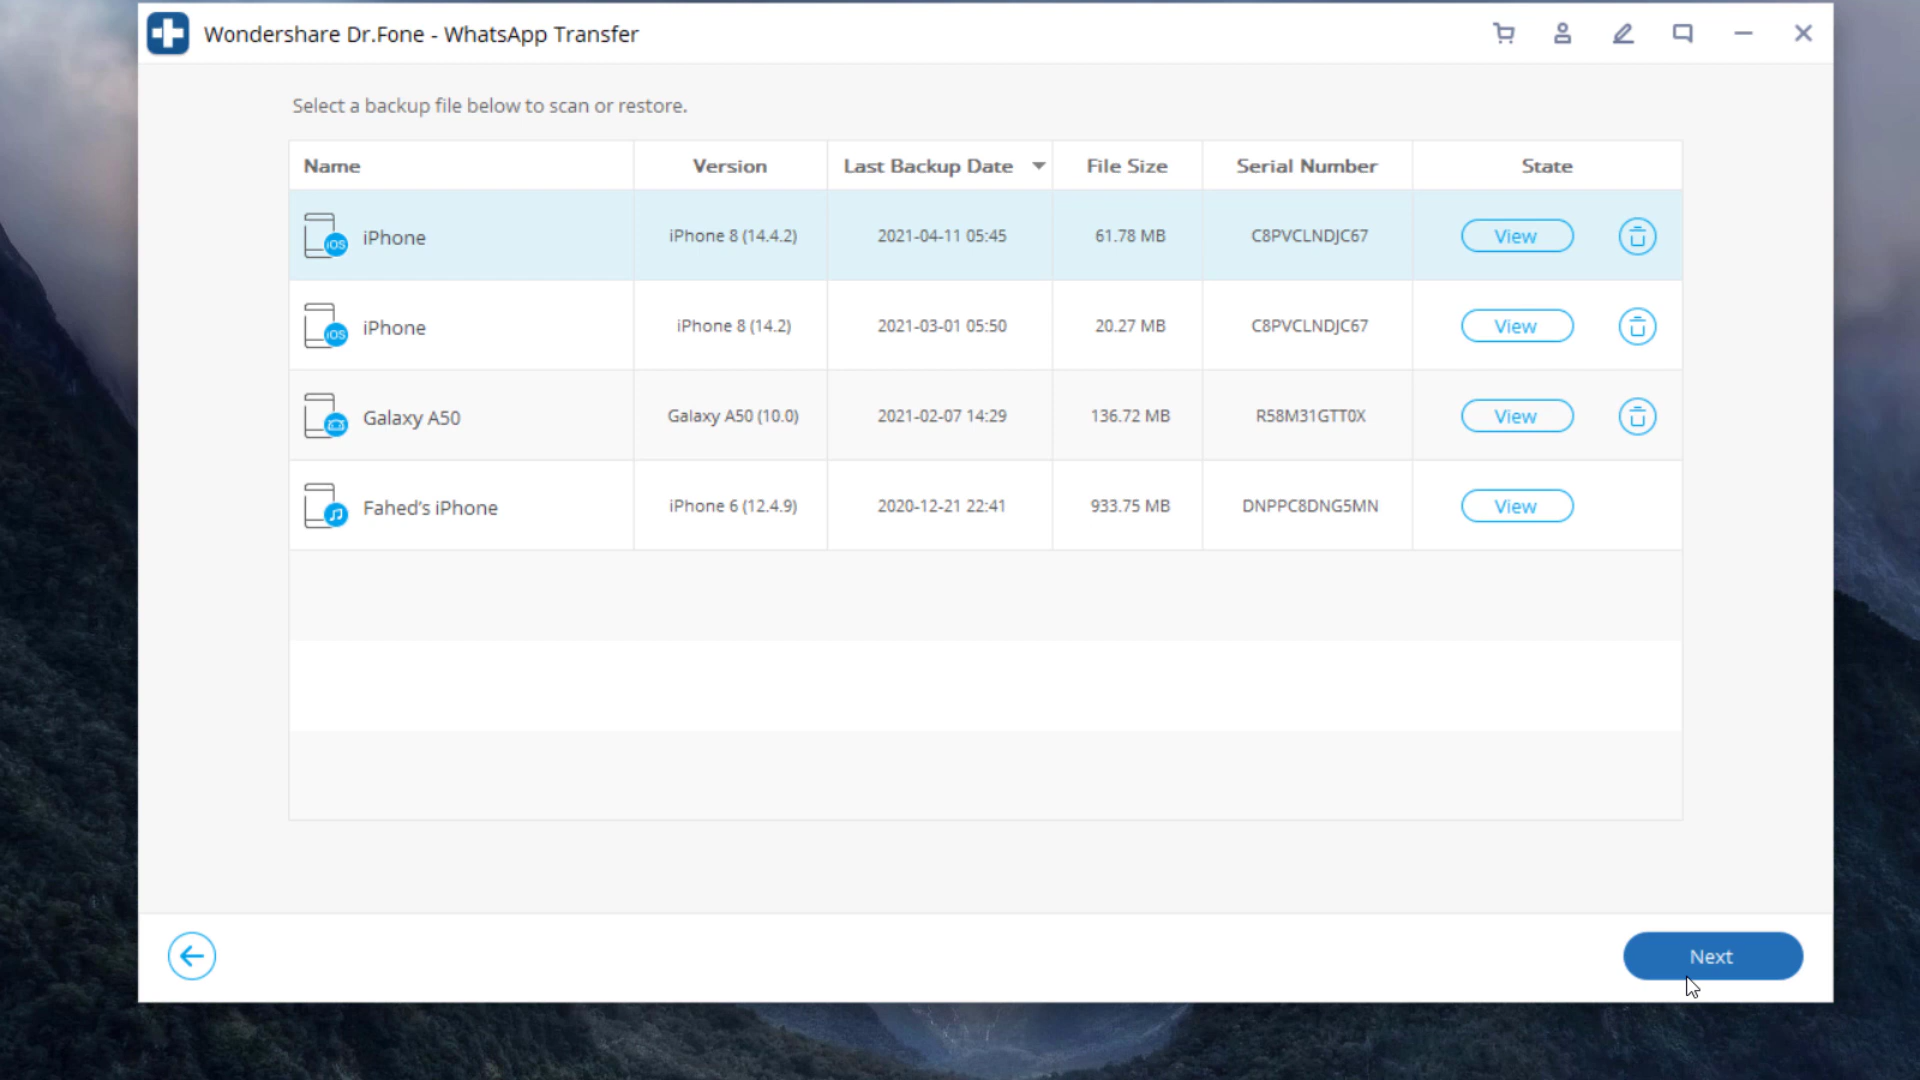 Wondershare Dr.Fone - WhatsApp Transfer
Select a backup file below to scan or restore.
Name Version Last Backup Date File Size Serial Number State
iOS iPhone iPhone 8 (14.4.2) 2021-04-11 05:45 61.78 MB C8PVCLNDJC67 View
iOS iPhone iPhone 8 (14.2) 2021-03-01 05:50 20.27 MB C8PVCLNDJC67 View
Galaxy A50 Galaxy A50 (10.0) 2021-02-07 14:29 136.72 MB R58M31GTT0X View
Fahed's iPhone iPhone 6 (12.4.9) 2020-12-21 22:41 933.75 MB DNPPC8DNG5MN View
Next